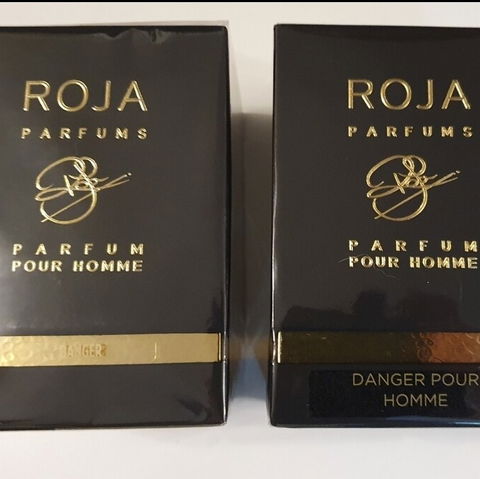 ROJA
PARFUMS
PARFUM
POUR HOMME
DANGER
ROJA
PARFUMS
PARFUM
POUR HOMME
DANGER POUR
HOMME